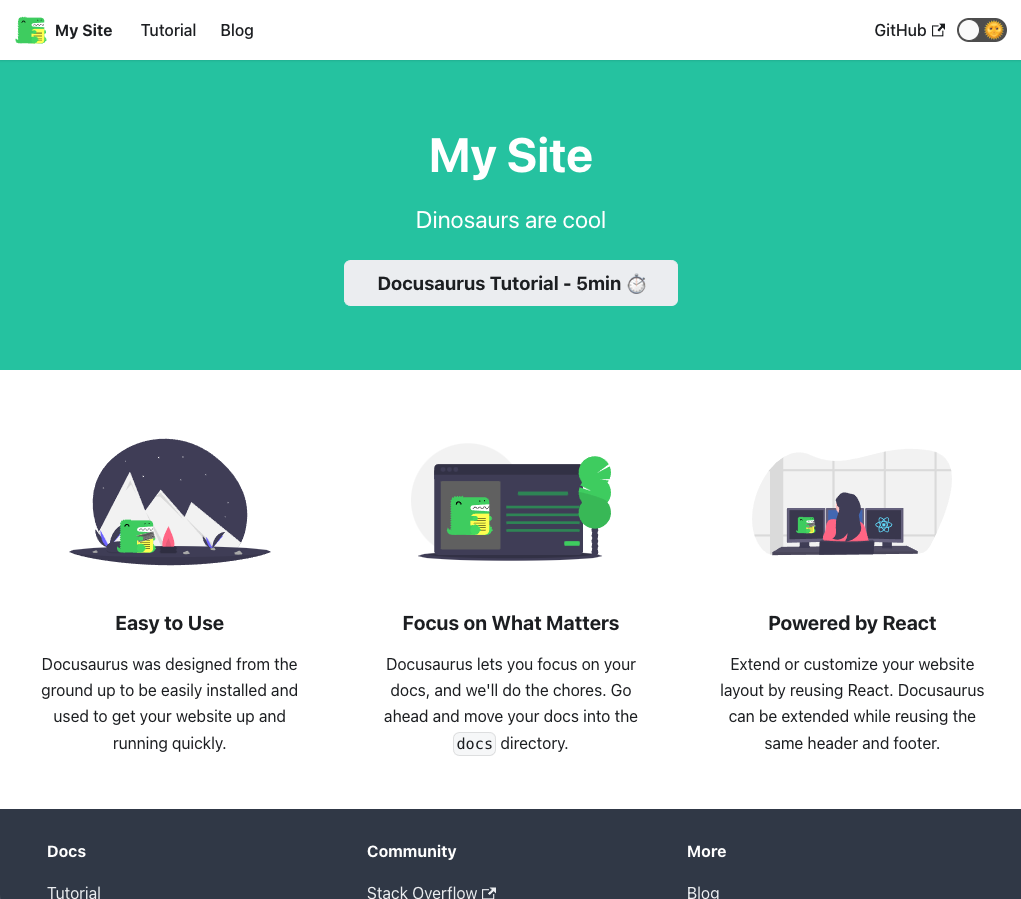 My Site Tutorial Blog GitHub
My Site
Dinosaurs are cool
Docusaurus Tutorial - 5min ⏱️
Easy to Use
Docusaurus was designed from the
ground up to be easily installed and
used to get your website up and
running quickly.
Focus on What Matters
Docusaurus lets you focus on your
docs, and we'll do the chores. Go
ahead and move your docs into the
docs directory.
Powered by React
Extend or customize your website
layout by reusing React. Docusaurus
can be extended while reusing the
same header and footer.
Docs
Tutorial
Community
Stack Overflow
More
Blog